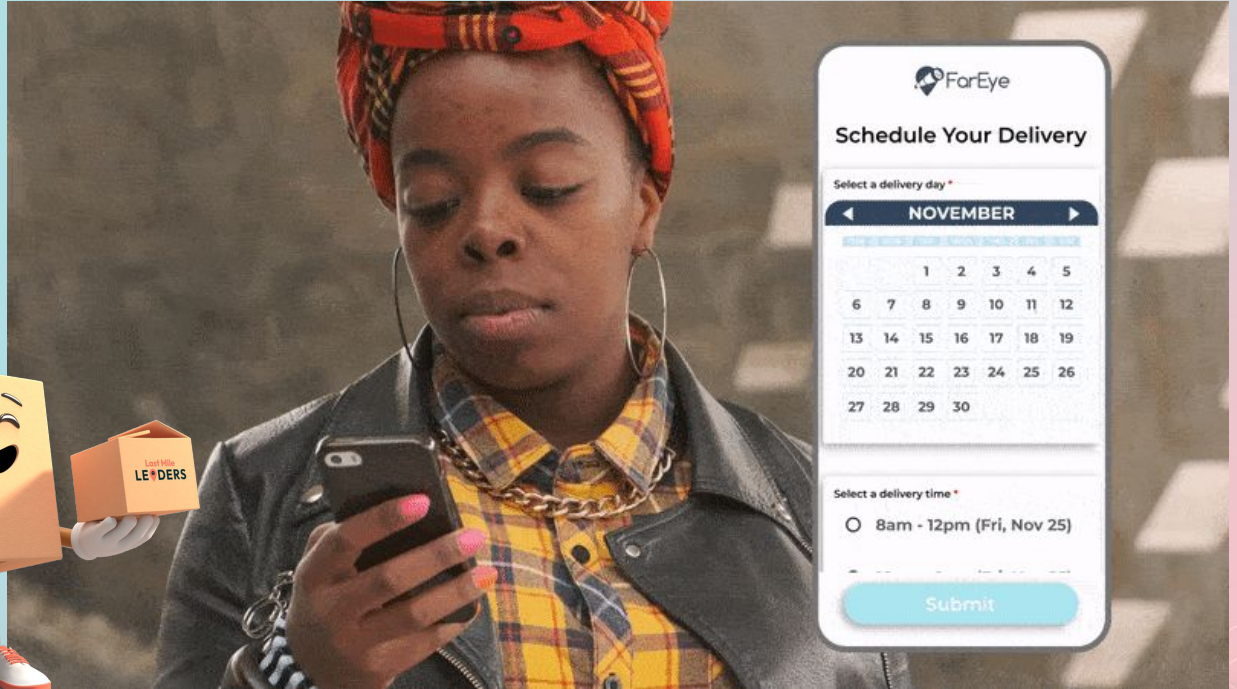 FarEye
Schedule Your Delivery
Select a delivery day *
NOVEMBER
1 2 3 4 5
6 7 8 9 10 11 12
13 14 15 16 17 18 19
20 21 22 23 24 25 26
27 28 29 30
Select a delivery time *
8am - 12pm (Fri, Nov 25)
Submit
Last Mile
LEADERS